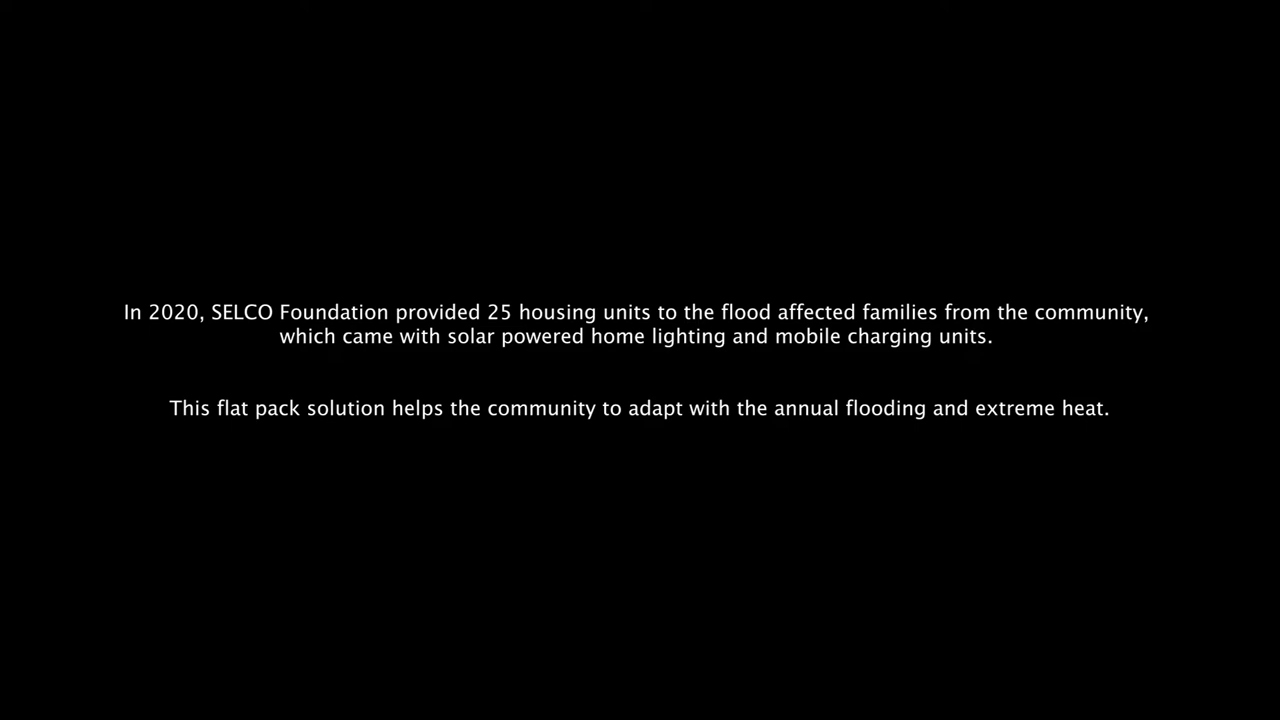 In 2020, SELCO Foundation provided 25 housing units to the flood affected families from the community,
which came with solar powered home lighting and mobile charging units.
This flat pack solution helps the community to adapt with the annual flooding and extreme heat.